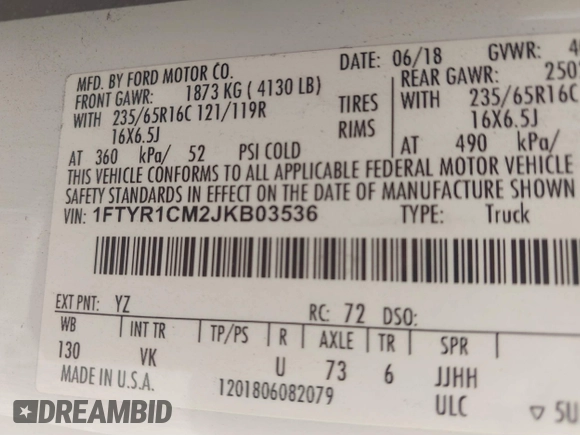 MFD. BY FORD MOTOR CO.
DATE: 06/18
GVWR:
FRONT GAWR: 1873 KG ( 4130 LB)
REAR GAWR:
WITH 235/65R16C 121/119R TIRES
WITH 235/65R16C
16X6.5J RIMS
16X6.5J
AT 360 kPa/ 52 PSI COLD
AT 490 kPa/
THIS VEHICLE CONFORMS TO ALL APPLICABLE FEDERAL MOTOR VEHICLE
SAFETY STANDARDS IN EFFECT ON THE DATE OF MANUFACTURE SHOWN
VIN: 1FTYR1CM2JKB03536 TYPE: Truck
EXT PNT: YZ RC: 72 DSO:
WB INT TR TP/PS R AXLE TR SPR
130 VK U 73 6 JJHH
MADE IN U.S.A. 1201806082079 ULC
DREAMBID